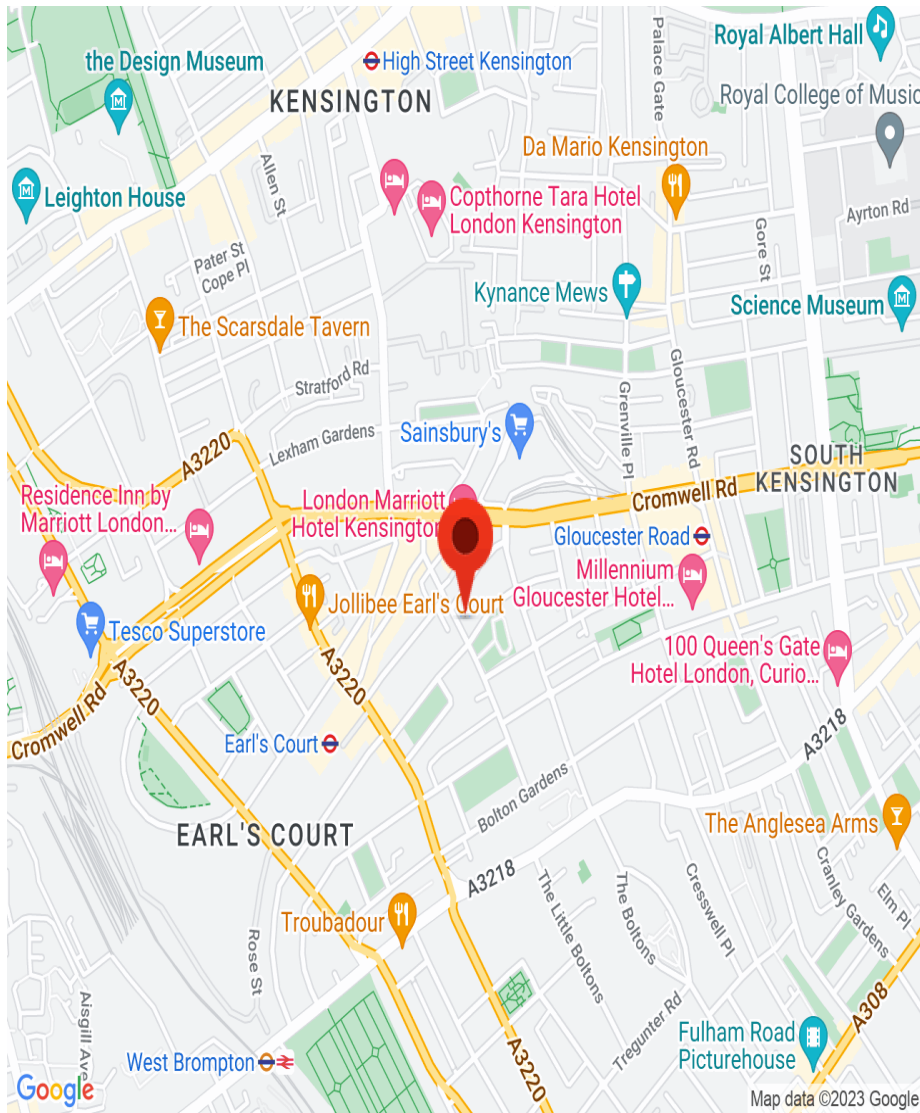 Royal Albert Hall
the Design Museum
High Street Kensington
Palace Gate
KENSINGTON
Royal College of Music
Da Mario Kensington
Allen St
Leighton House
Copthorne Tara Hotel
London Kensington
Ayrton Rd
Gore St
Pater St
Cope Pl
Kynance Mews
Science Museum
The Scarsdale Tavern
Stratford Rd
Grenville Pl
Gloucester Rd
Lexham Gardens
Sainsbury's
A3220
SOUTH
KENSINGTON
Residence Inn by
Marriott London...
London Marriott
Hotel Kensington
Cromwell Rd
Gloucester Road
Millennium
Gloucester Hotel...
Jollibee Earl's Court
Tesco Superstore
100 Queen's Gate
Hotel London, Curio...
A3220
A3220
Cromwell Rd
Earl's Court
A3218
Bolton Gardens
EARL'S COURT
The Anglesea Arms
A3218
Cranley Gardens
Elm Pl
The Little Boltons
The Boltons
Cresswell Pl
Troubadour
Rose St
Aisgill Ave
A308
Tregunter Rd
Fulham Road
Picturehouse
West Brompton
A3220
Google
Map data ©2023 Google